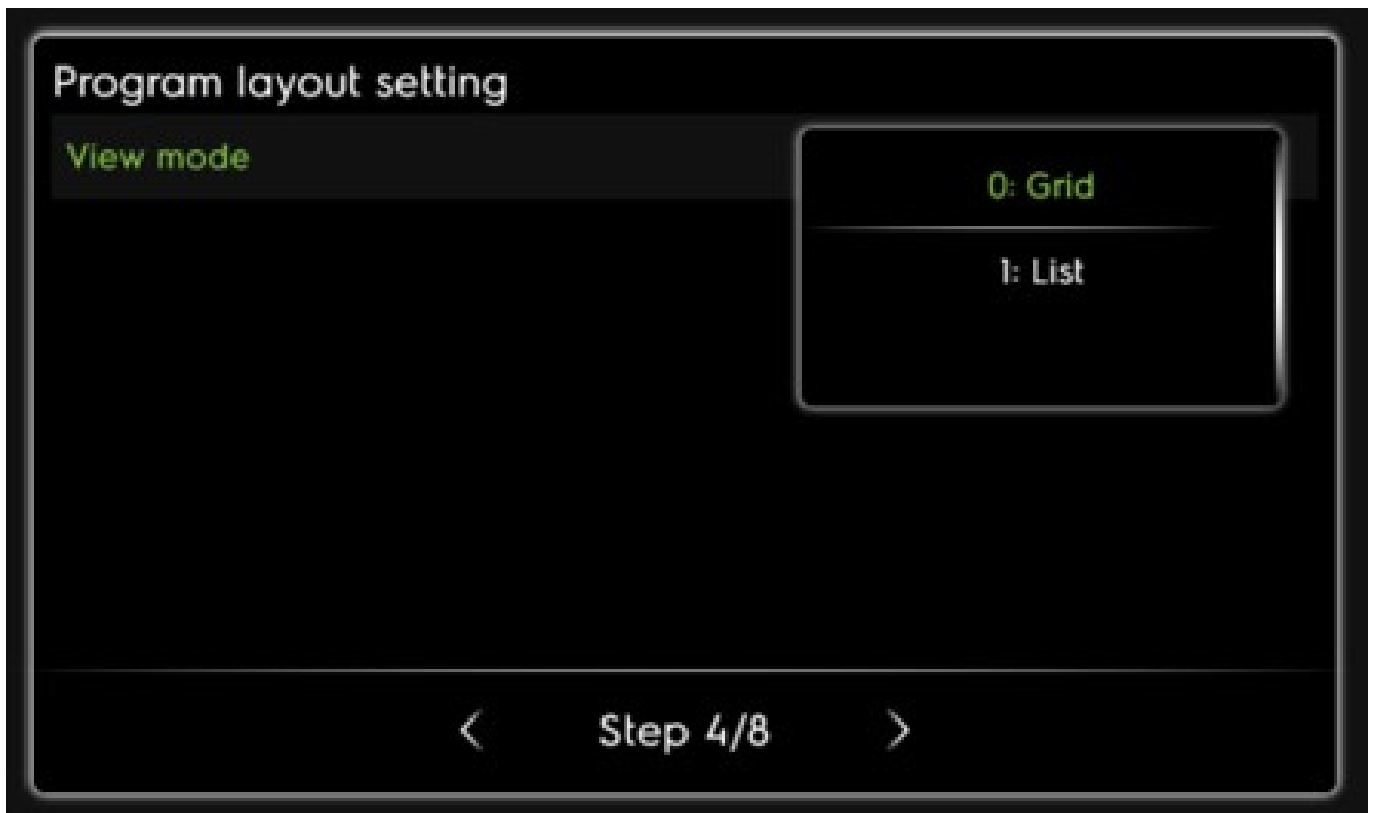 Program layout setting
View mode
0: Grid
1: List
< Step 4/8 >